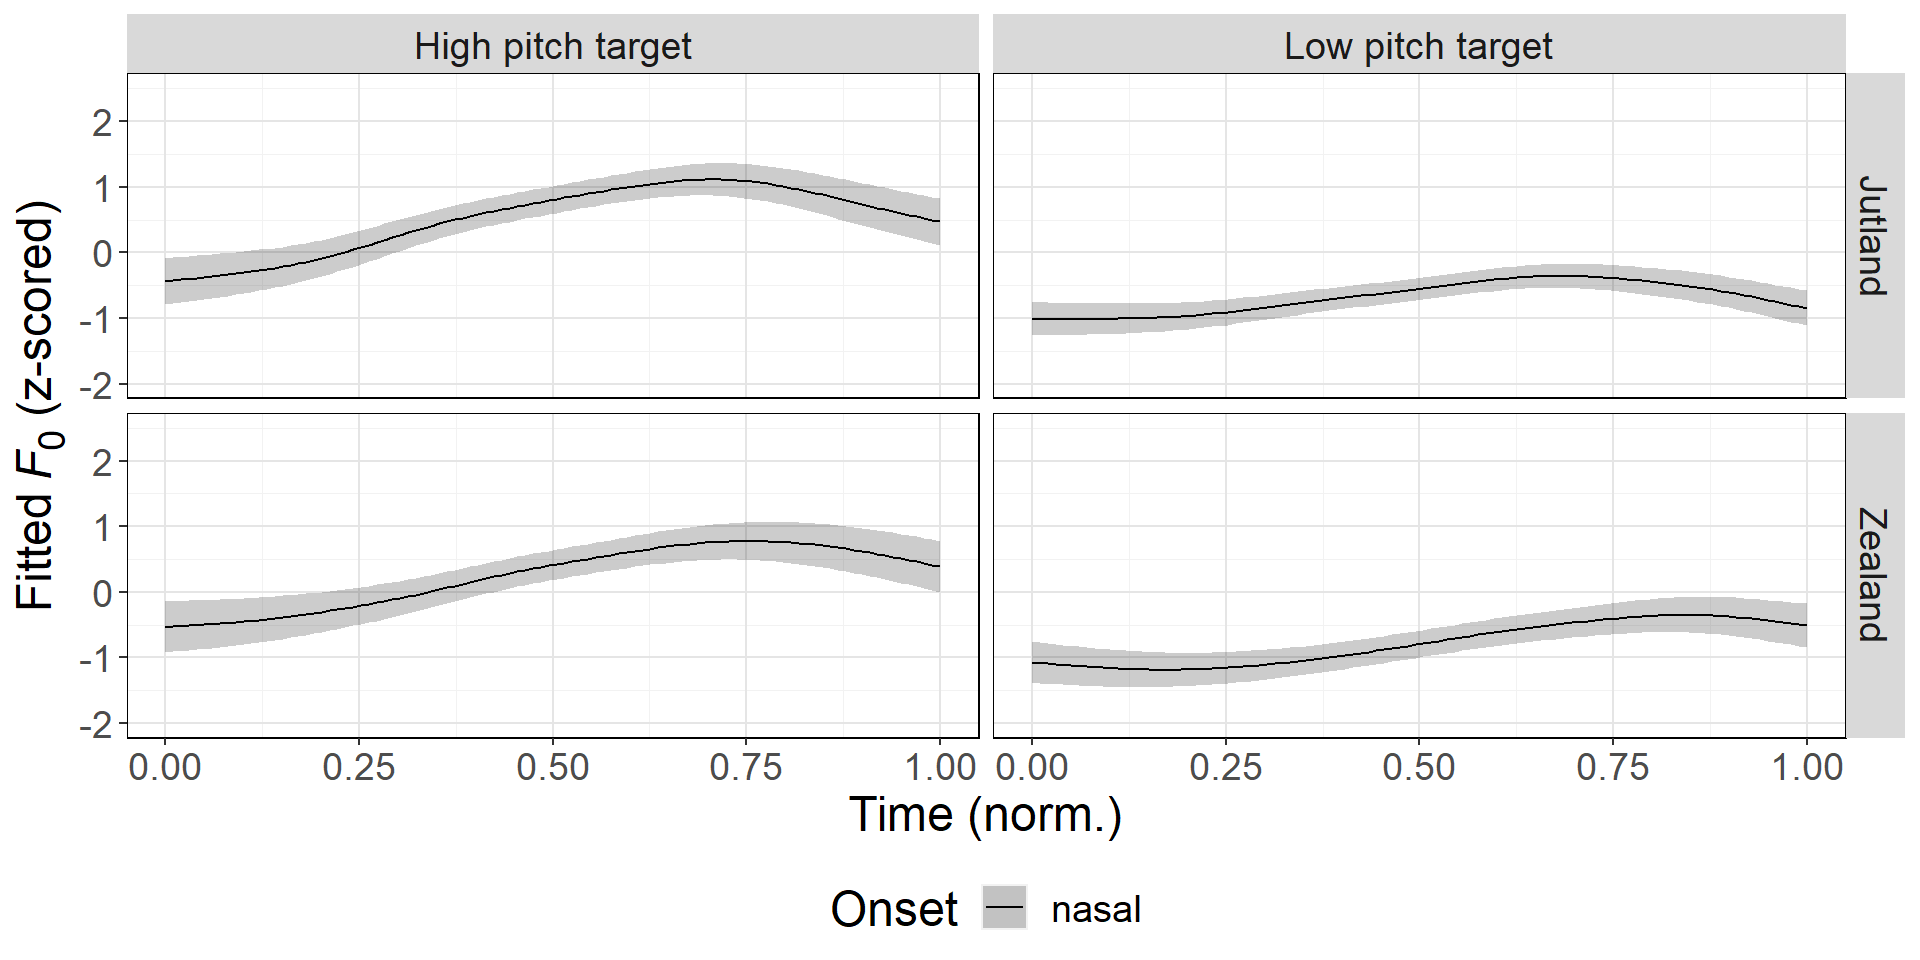 High pitch target
Low pitch target
2
1
0
-1
-2
Jutland
2
1
0
-1
-2
Zealand
Fitted F0 (z-scored)
0.00 0.25 0.50 0.75 1.00
0.00 0.25 0.50 0.75 1.00
Time (norm.)
Onset nasal